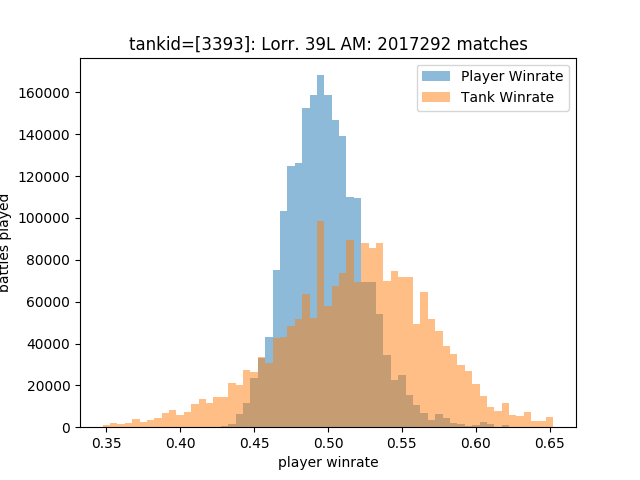 tankid=[3393]: Lorr. 39L AM: 2017292 matches
Player Winrate
Tank Winrate
160000
140000
120000
100000
80000
60000
40000
20000
0
battles played
0.35 0.40 0.45 0.50 0.55 0.60 0.65
player winrate